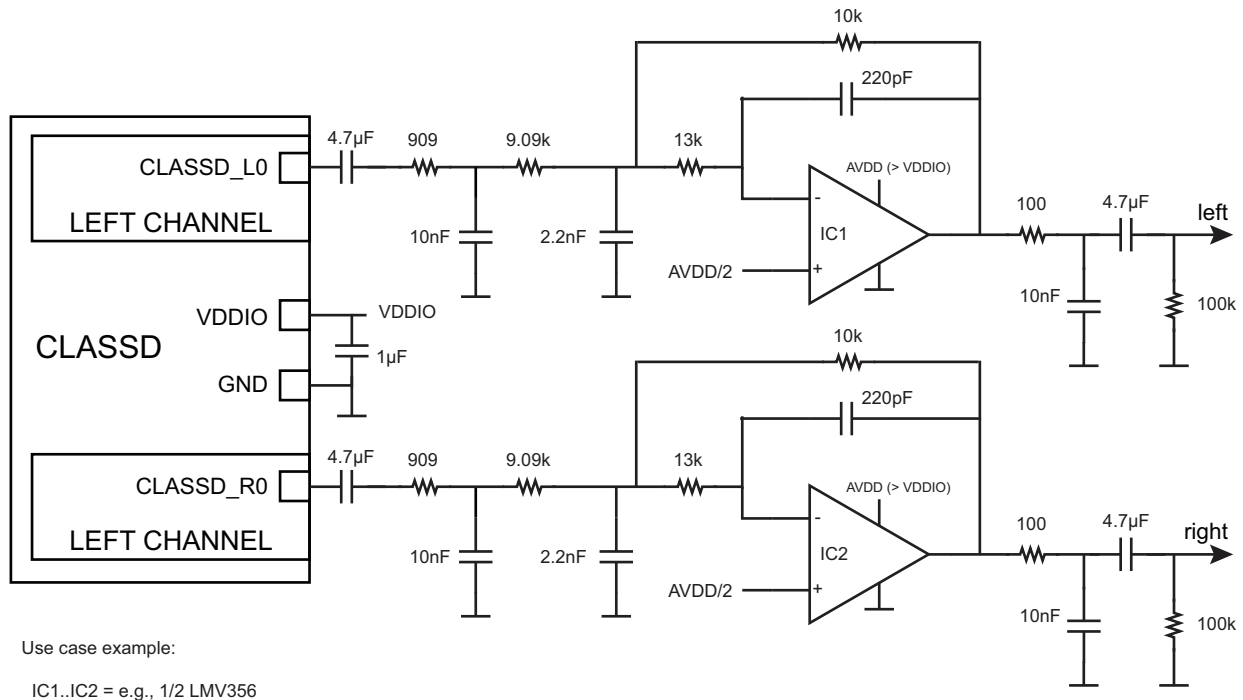 10k
220pF
4.7µF
909
9.09k
13k
CLASSD_L0
AVDD (> VDDIO)
LEFT CHANNEL
-
IC1
+
10nF
2.2nF
AVDD/2
100
4.7µF
left
10nF
100k
VDDIO
VDDIO
CLASSD
1µF
GND
10k
220pF
4.7µF
909
9.09k
13k
CLASSD_R0
AVDD (> VDDIO)
LEFT CHANNEL
-
IC2
+
10nF
2.2nF
AVDD/2
100
4.7µF
right
10nF
100k
Use case example:
IC1..IC2 = e.g., 1/2 LMV356